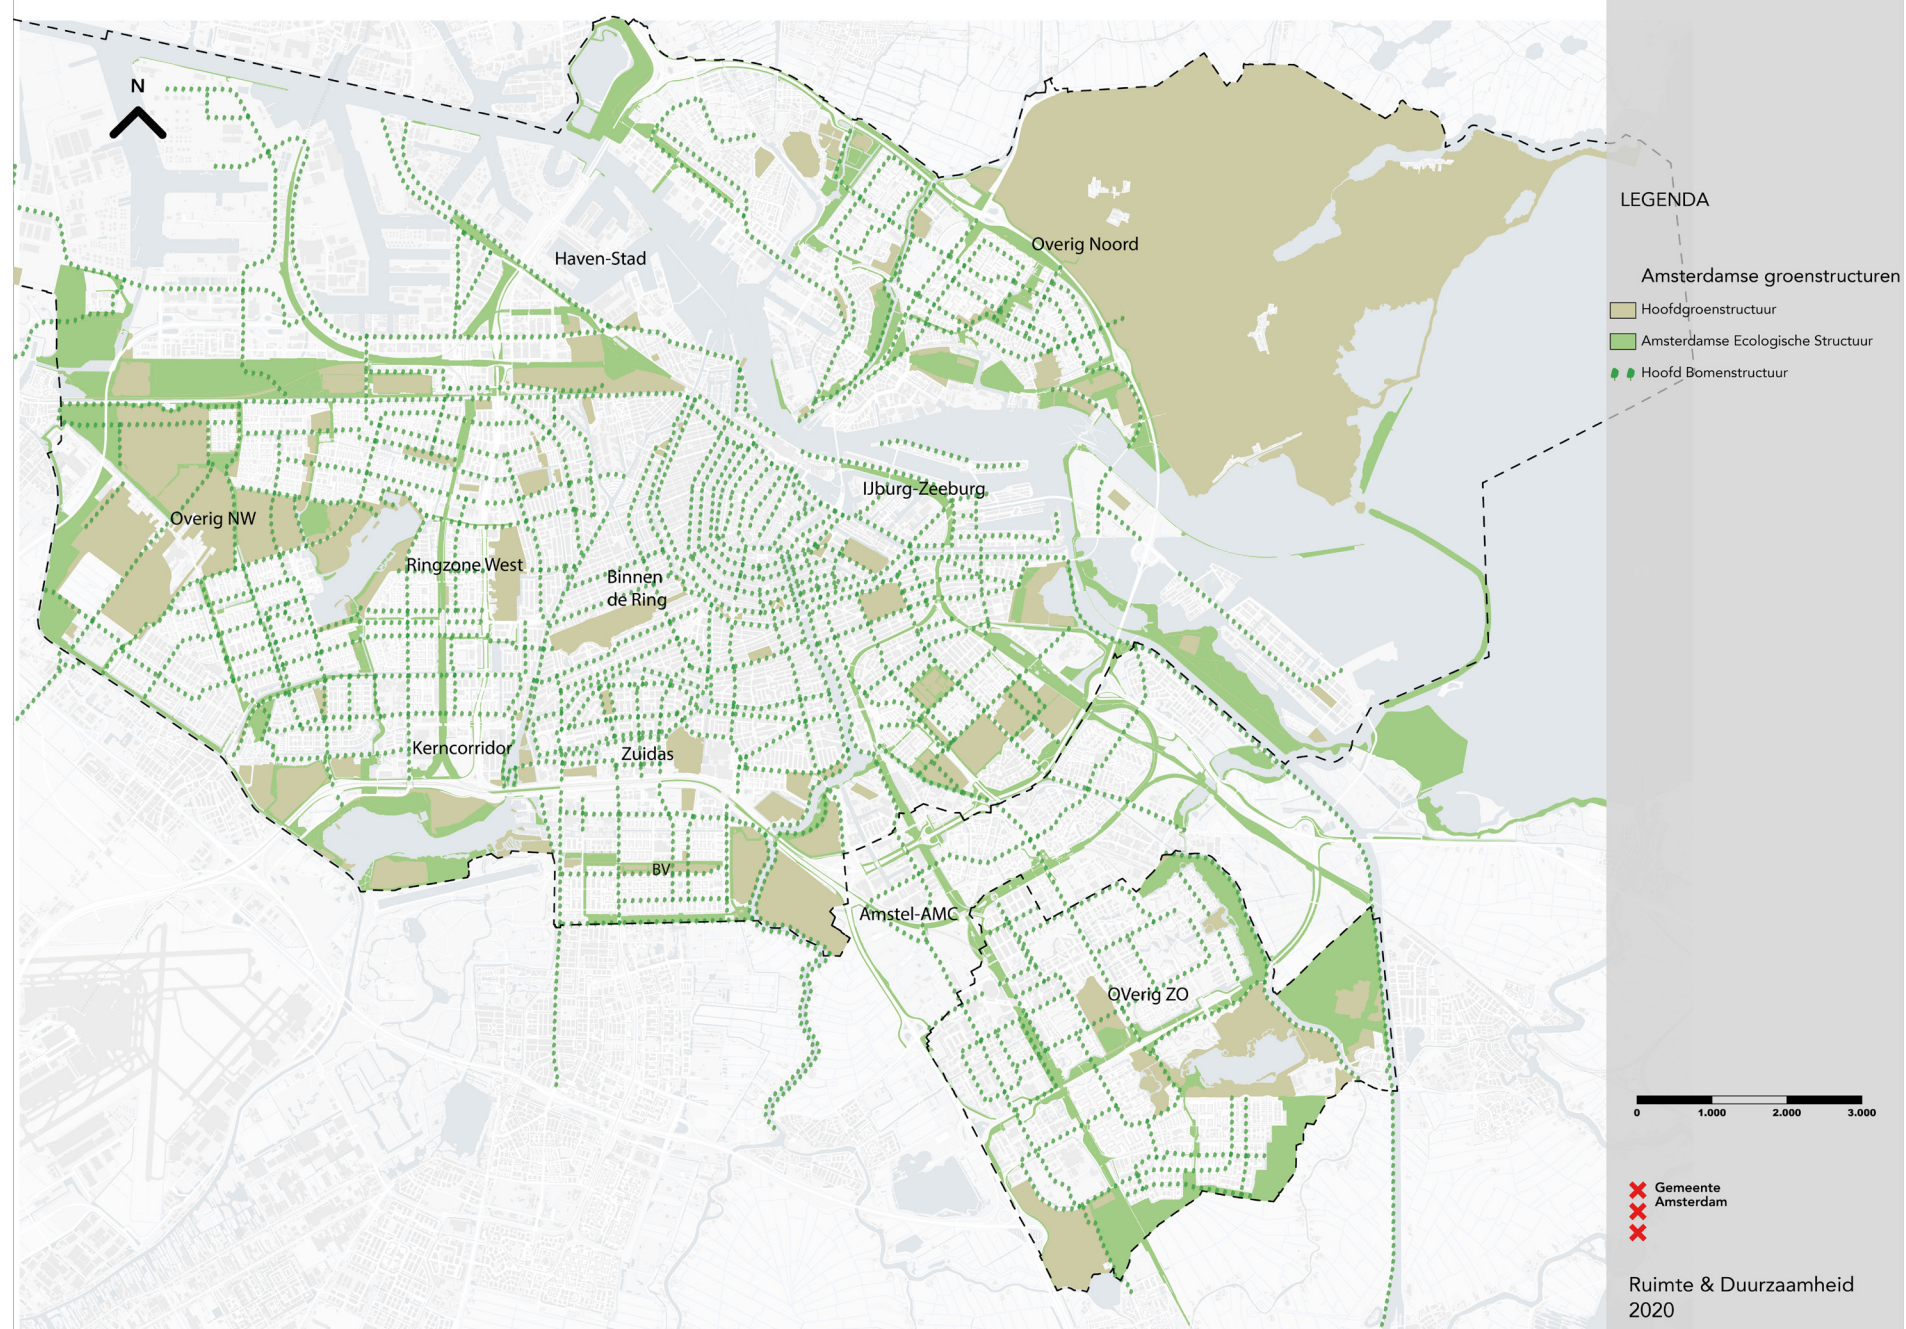 N
Haven-Stad
Overig Noord
IJburg-Zeeburg
Overig NW
Ringzone West
Binnen
de Ring
Kerncorridor
Zuidas
BV
Amstel-AMC
OVerig ZO
LEGENDA
Amsterdamse groenstructuren
Hoofdgroenstructuur
Amsterdamse Ecologische Structuur
Hoofd Bomenstructuur
0 1.000 2.000 3.000
Gemeente
Amsterdam
Ruimte & Duurzaamheid
2020